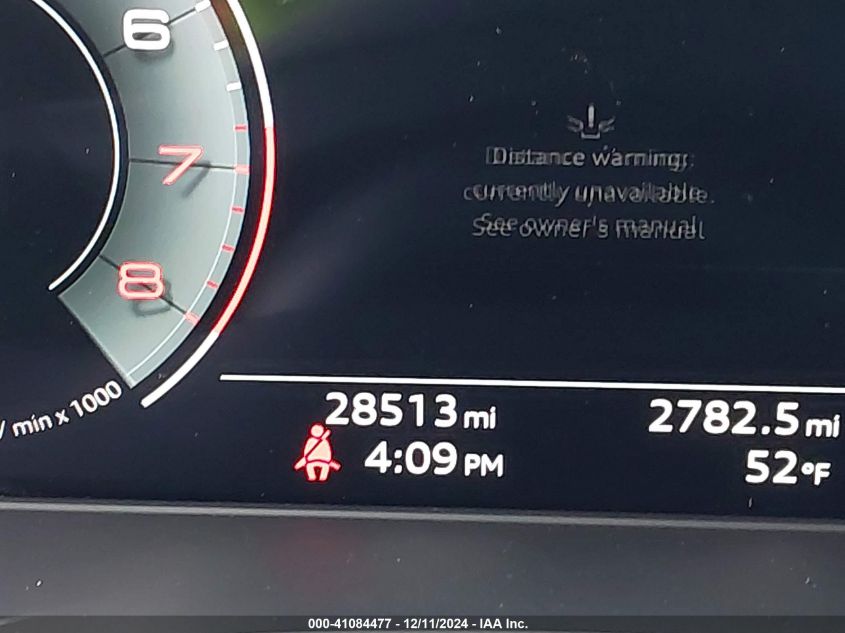 6
7
8
/ min x 1000
Distance warning:
currently unavailable.
See owner's manual
28513 mi
2782.5 mi
4:09 PM
52°F
000-41084477 - 12/11/2024 - IAA Inc.